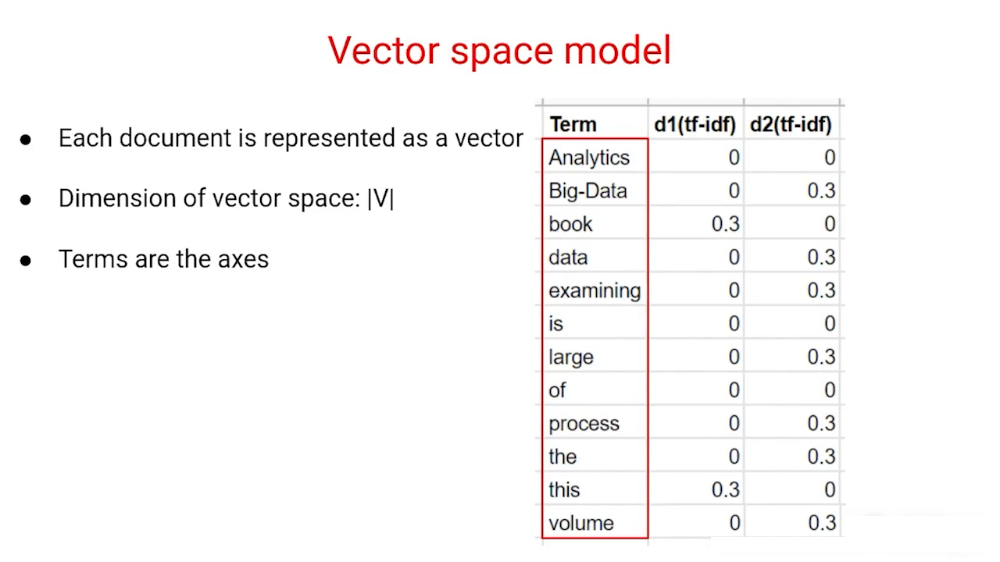 Vector space model
● Each document is represented as a vector
● Dimension of vector space: |V|
● Terms are the axes
Term d1(tf-idf) d2(tf-idf)
Analytics 0 0
Big-Data 0 0.3
book 0.3 0
data 0 0.3
examining 0 0.3
is 0 0
large 0 0.3
of 0 0
process 0 0.3
the 0 0.3
this 0.3 0
volume 0 0.3